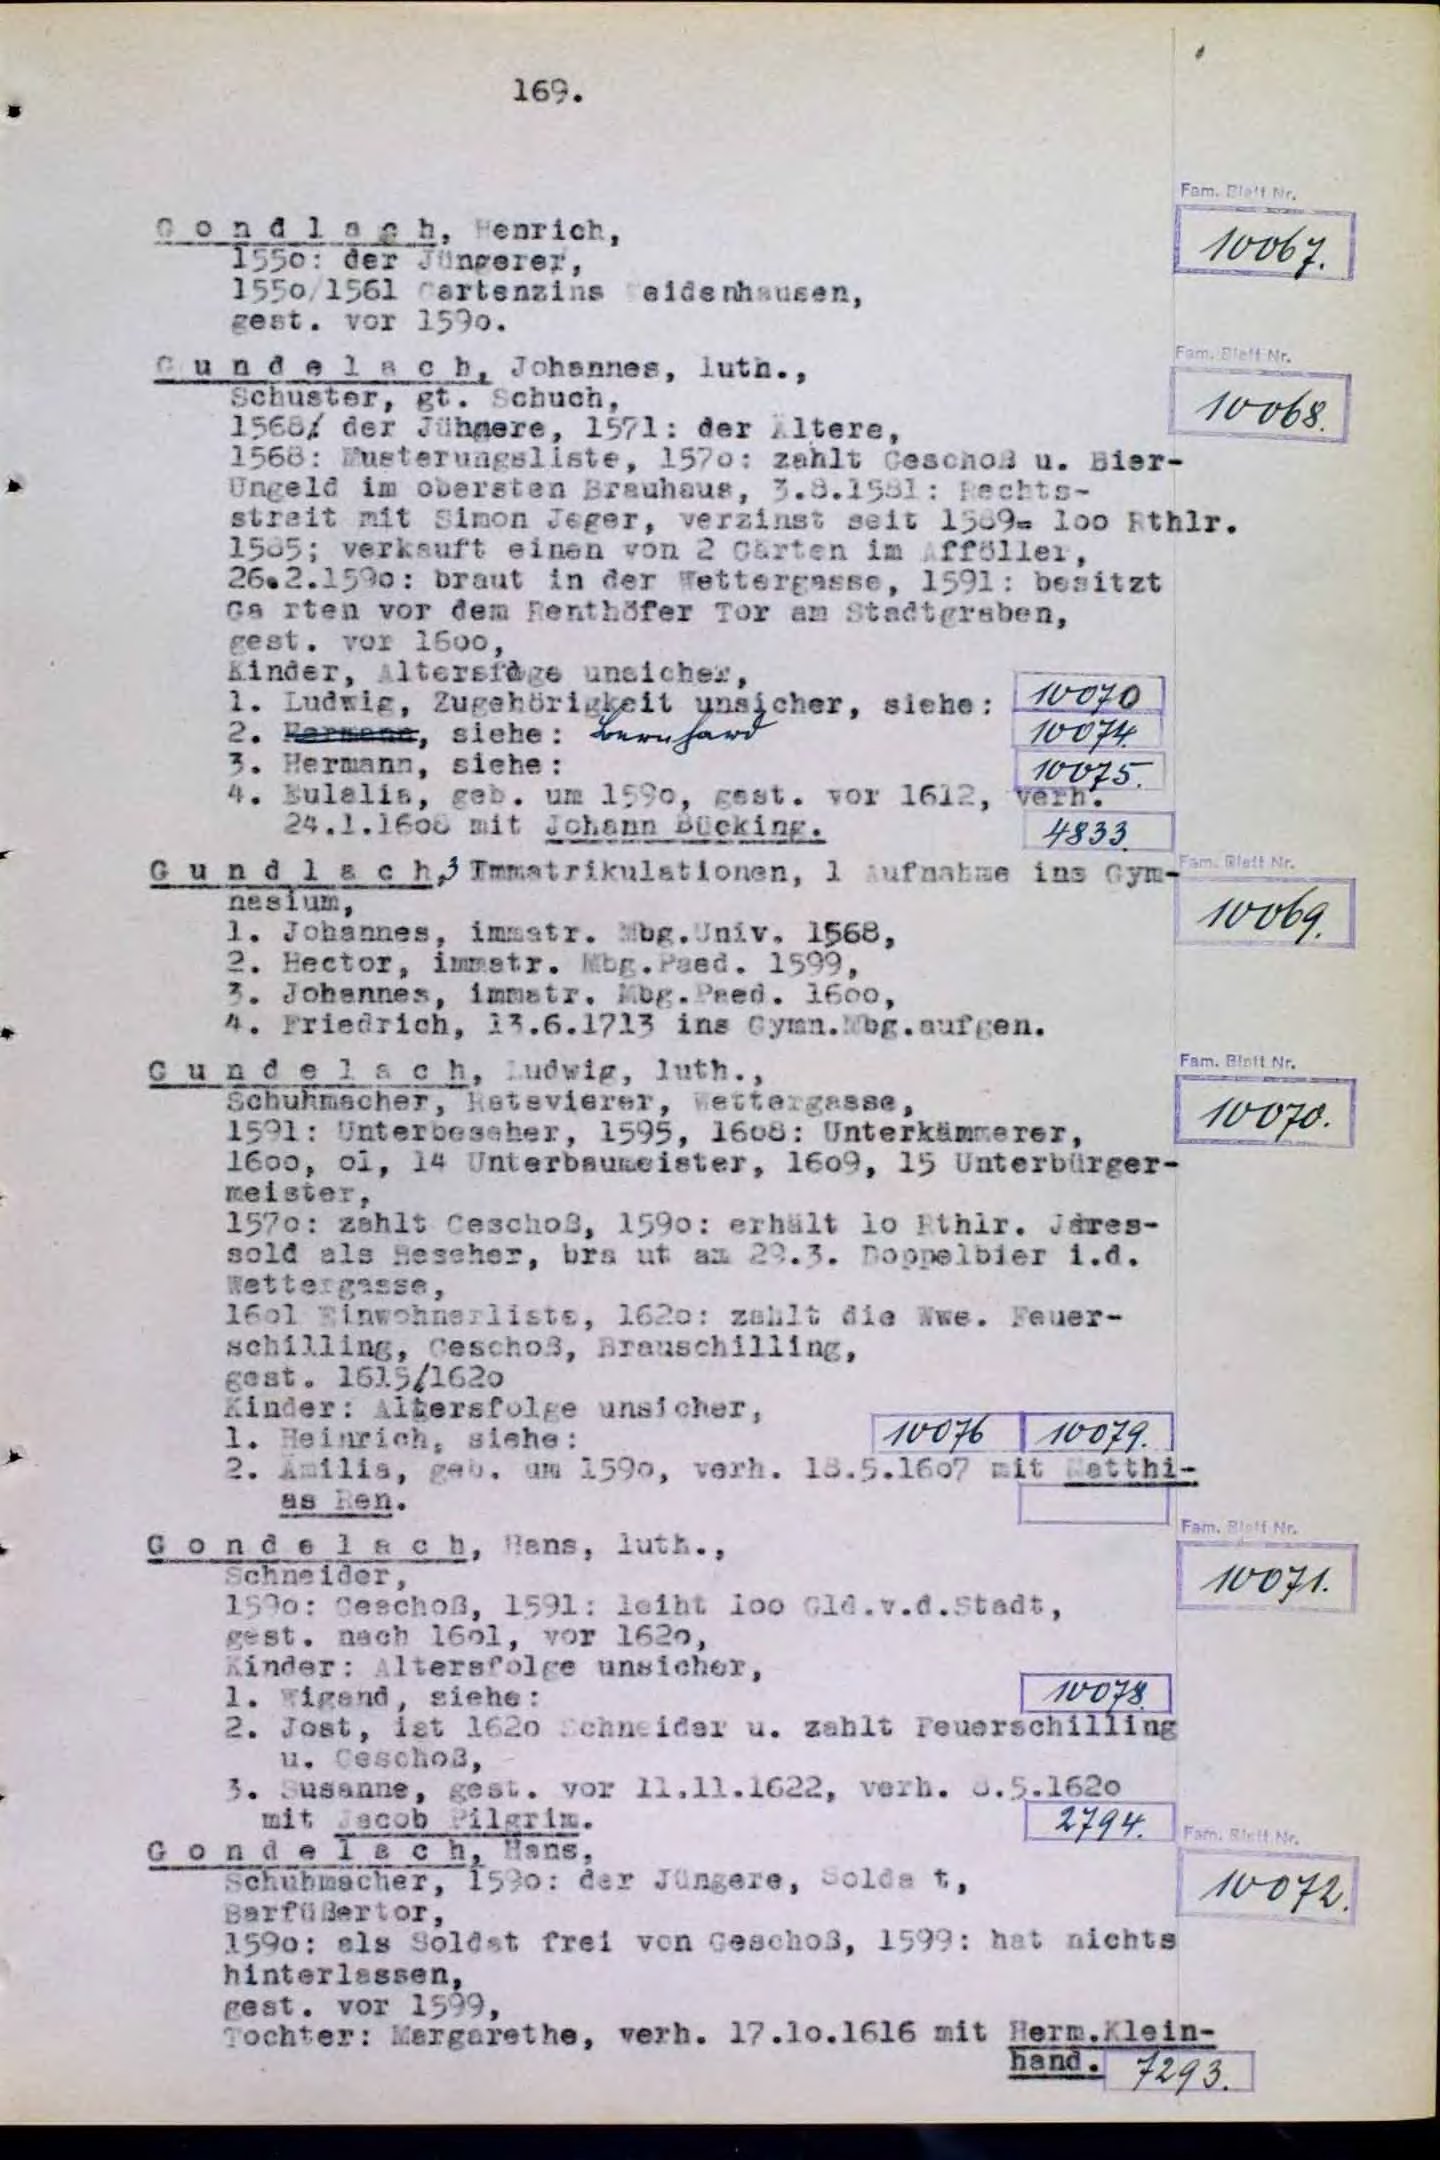 169.
Fam. Blatt Nr.
G o n d l a c h, Henrich,
10067.
1550: der Jüngerer,
1550/1561 Gartenzins Weidenhausen,
gest. vor 1590.
Fam. Blatt Nr.
G u n d e l a c h, Johannes, luth.,
10068.
Schuster, gt. Schuch,
1568/ der Jühngere, 1571: der Ältere,
1568: Musterungsliste, 1570: zahlt Geschoß u. Bier-
Ungeld im obersten Brauhaus, 3.8.1581: Rechts-
streit mit Simon Jeger, verzinst seit 1589= 100 Rthlr.
1585; verkauft einen von 2 Gärten im Afföller,
26.2.1590: braut in der Wettergasse, 1591: besitzt
Ga rten vor dem Renthöfer Tor am Stadtgraben,
gest. vor 1600,
Kinder, Altersfoge unsicher,
1. Ludwig, Zugehörigkeit unsicher, siehe: 10070
2. Hermann, siehe: Bernhard 10074.
3. Hermann, siehe: 10075.
4. Eulalia, geb. um 1590, gest. vor 1612, verh.
24.1.1608 mit Johann Bücking. 4833.
Fam. Blatt Nr.
G u n d l a c h, 3 Immatrikulationen, 1 Aufnahme ins Gym-
nasium,
10069.
1. Johannes, immatr. Mbg.Univ. 1568,
2. Hector, immatr. Mbg.Paed. 1599,
3. Johannes, immatr. Mbg.Paed. 1600,
4. Friedrich, 13.6.1713 ins Gymn.Mbg.aufgen.
Fam. Blatt Nr.
G u n d e l a c h, Ludwig, luth.,
10070.
Schuhmacher, Ratsvierer, Wettergasse,
1591: Unterbeseher, 1595, 1608: Unterkämmerer,
1600, 01, 14 Unterbaumeister, 1609, 15 Unterbürger-
meister,
1570: zahlt Geschoß, 1590: erhält 10 Rthlr. Jares-
sold als Beseher, bra ut am 29.3. Doppelbier i.d.
Wettergasse,
1601 Einwohnerliste, 1620: zahlt die Wwe. Feuer-
schilling, Geschoß, Brauschilling,
gest. 1615/1620
Kinder: Altersfolge unsicher,
1. Heinrich, siehe: 10076 10079.
2. Amilia, geb. um 1590, verh. 18.5.1607 mit Matthi-
as Ren.
Fam. Blatt Nr.
G o n d e l a c h, Hans, luth.,
10071.
Schneider,
1590: Geschoß, 1591: leiht 100 Gld.v.d.Stadt,
gest. nach 1601, vor 1620,
Kinder: Altersfolge unsicher,
1. Wigand, siehe: 10078.
2. Jost, ist 1620 Schneider u. zahlt Feuerschilling
u. Geschoß,
3. Susanne, gest. vor 11.11.1622, verh. 8.5.1620
mit Jacob Pilgrim. 2794.
Fam. Blatt Nr.
G o n d e l a c h, Hans,
10072.
Schuhmacher, 1590: der Jüngere, Solda t,
Barfüßertor,
1590: als Soldat frei von Geschoß, 1599: hat nichts
hinterlassen,
gest. vor 1599,
Tochter: Margarethe, verh. 17.10.1616 mit Herm.Klein-
hand. 7293.